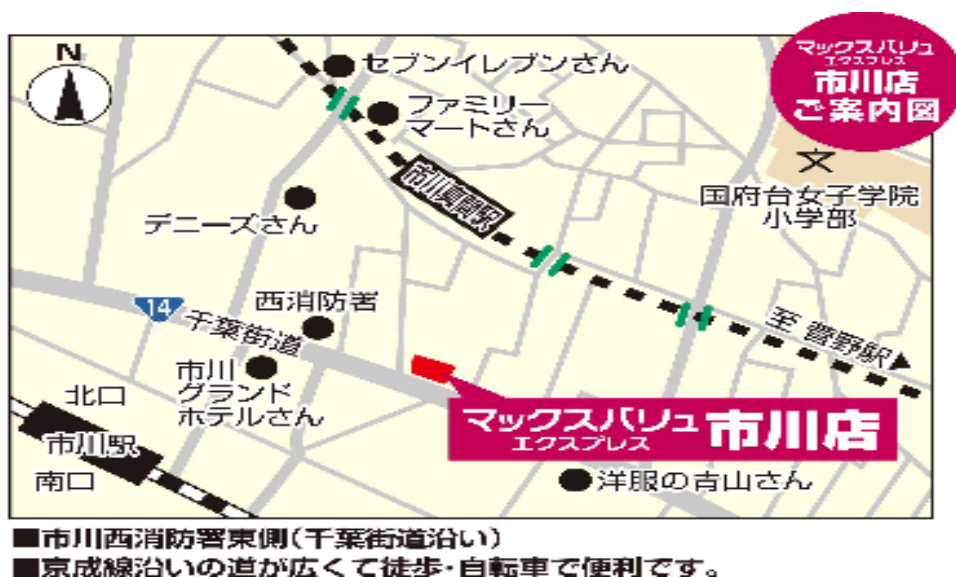 マックスバリュ
エクスプレス
市川店
ご案内図
N
セブンイレブンさん
ファミリー
マートさん
市川真間駅
文
国府台女子学院
小学部
デニーズさん
14
千葉街道
西消防署
至 菅野駅
市川
グランド
ホテルさん
北口
市川駅
南口
マックスバリュ
エクスプレス
市川店
洋服の青山さん
■市川西消防署東側(千葉街道沿い)
■京成線沿いの道が広くて徒歩・自転車で便利です。